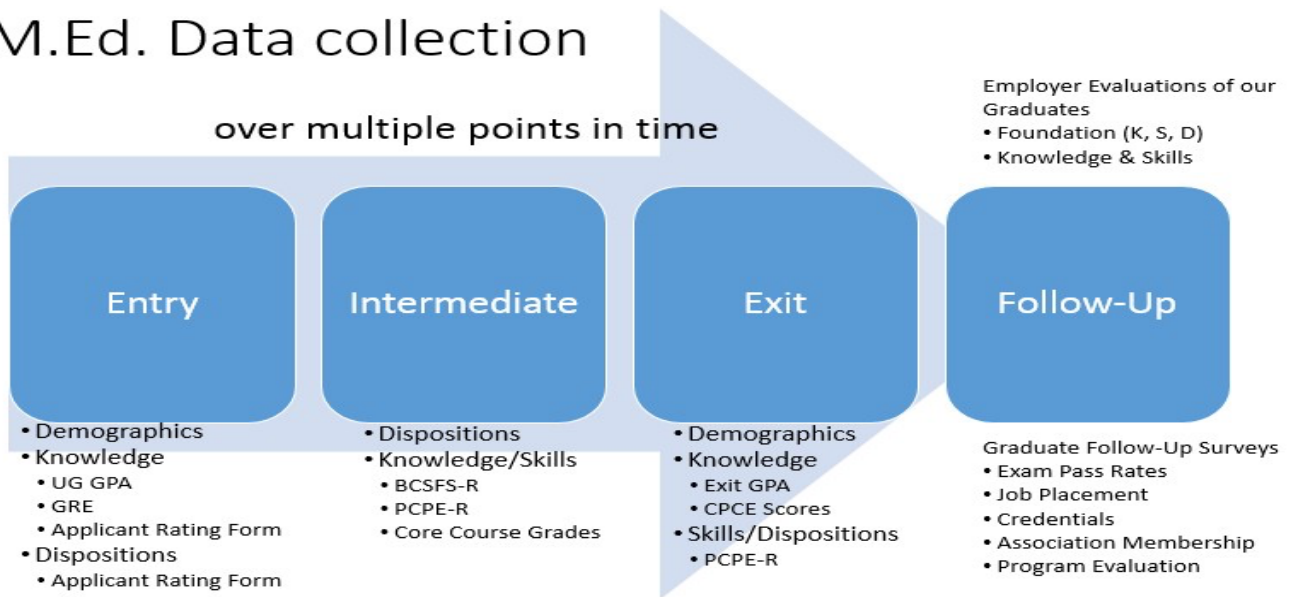 M.Ed. Data collection
over multiple points in time
Employer Evaluations of our
Graduates
• Foundation (K, S, D)
• Knowledge & Skills
Entry
Intermediate
Exit
Follow-Up
• Demographics
• Knowledge
• UG GPA
• GRE
• Applicant Rating Form
• Dispositions
• Applicant Rating Form
• Dispositions
• Knowledge/Skills
• BCSFS-R
• PCPE-R
• Core Course Grades
• Demographics
• Knowledge
• Exit GPA
• CPCE Scores
• Skills/Dispositions
• PCPE-R
Graduate Follow-Up Surveys
• Exam Pass Rates
• Job Placement
• Credentials
• Association Membership
• Program Evaluation